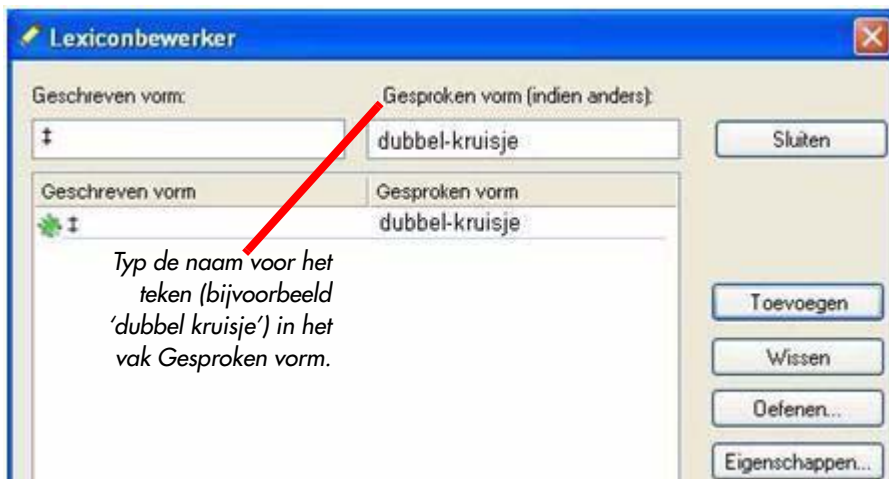 Lexiconbewerker
Geschreven vorm: Gesproken vorm (indien anders):
‡ dubbel-kruisje Sluiten
Geschreven vorm Gesproken vorm
‡ dubbel-kruisje
Typ de naam voor het
teken (bijvoorbeeld
‘dubbel kruisje’) in het
vak Gesproken vorm.
Toevoegen
Wissen
Oefenen...
Eigenschappen...